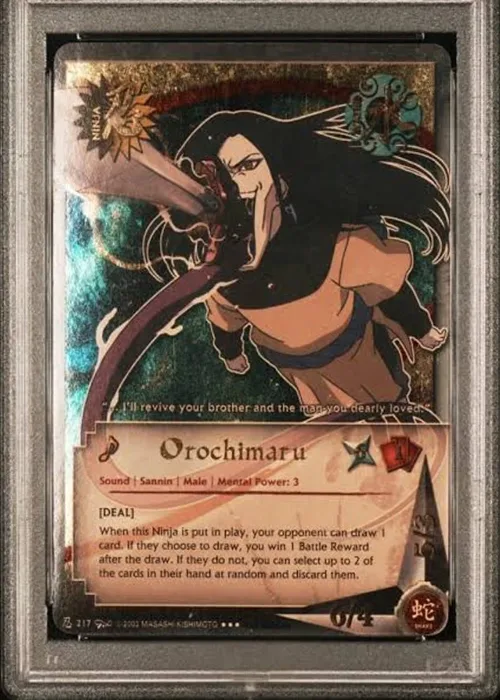 NINJA
"... I'll revive your brother and the man you dearly loved."
Orochimaru
6
1
Sound | Sannin | Male | Mental Power: 3
[DEAL]
When this Ninja is put in play, your opponent can draw 1
card. If they choose to draw, you win 1 Battle Reward
after the draw. If they do not, you can select up to 2 of
the cards in their hand at random and discard them.
6/4
蛇
SNAKE
忍 217 © 2002 MASASHI KISHIMOTO ★★★